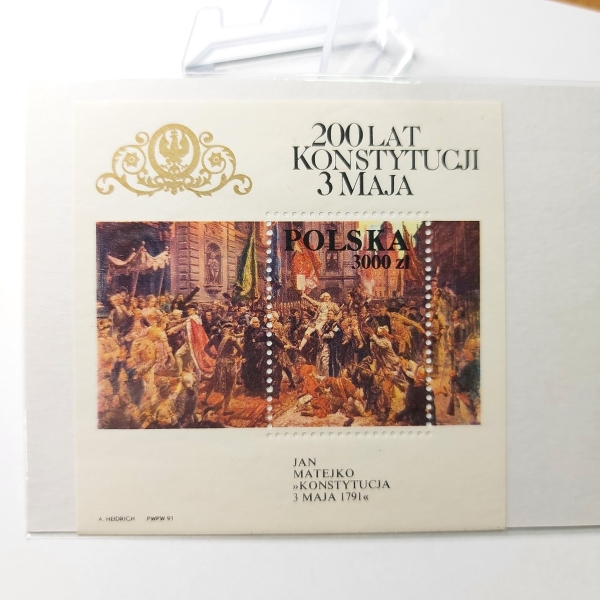 200 LAT
KONSTYTUCJI
3 MAJA
POLSKA
3000 zł
JAN
MATEJKO
»KONSTYTUCJA
3 MAJA 1791«
A. HEIDRICH PWPW 91